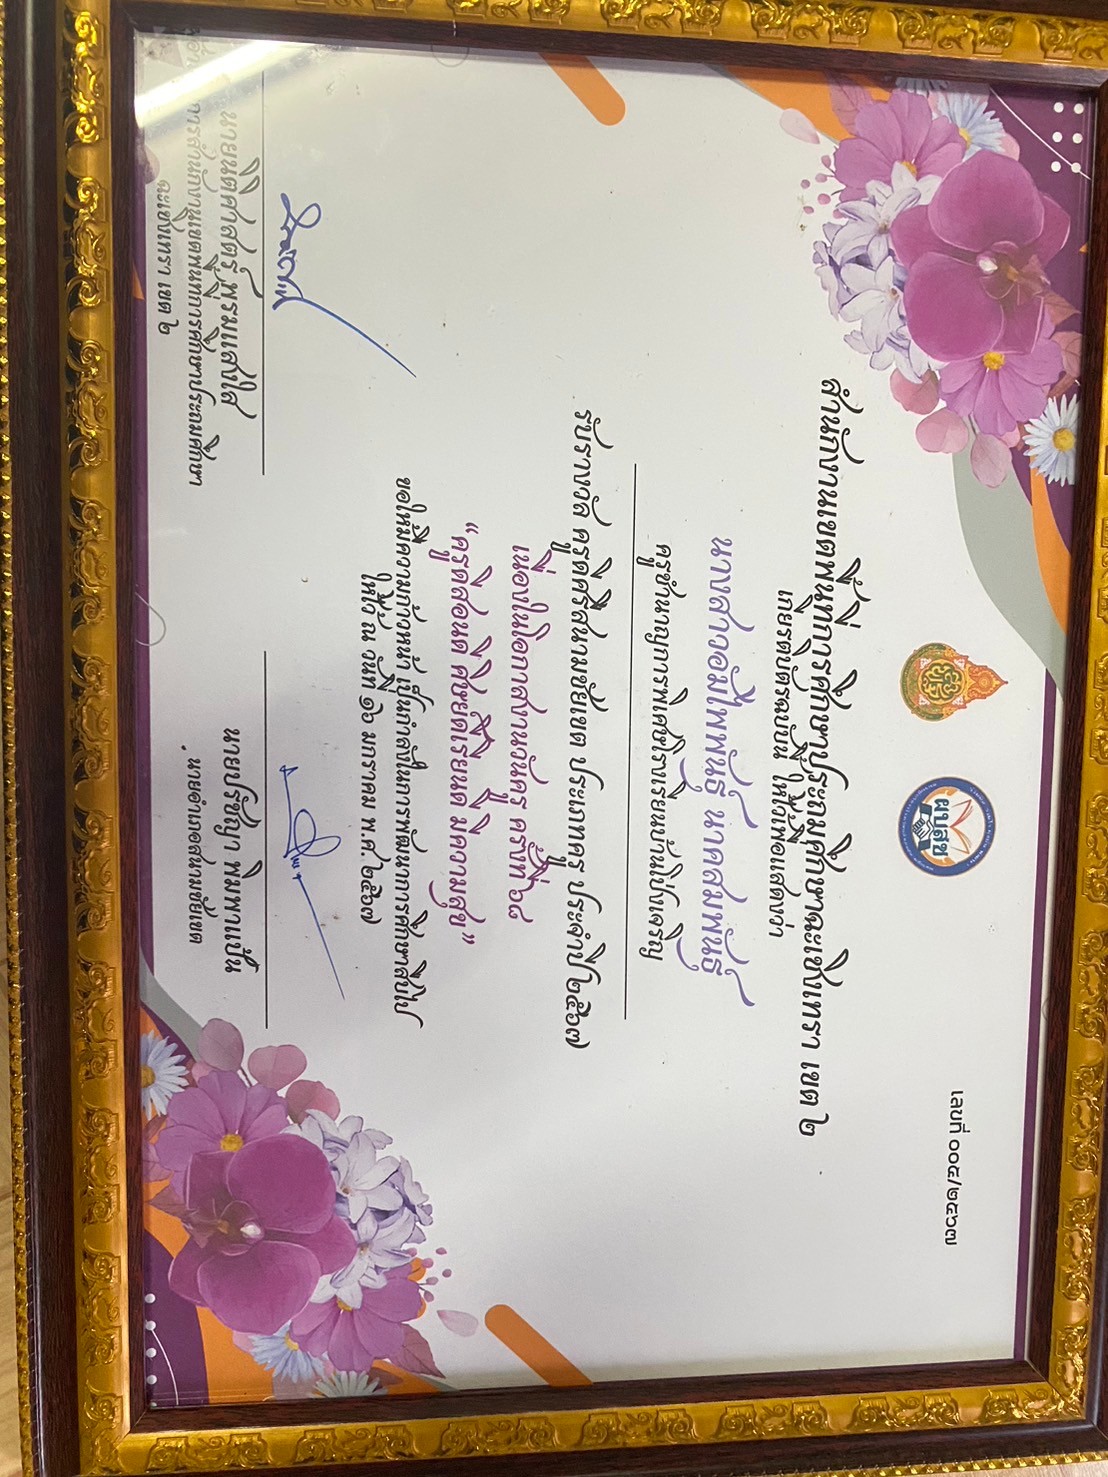 เลขที่ ๐๐๕/๒๕๖๗
ผบสข
สำนักงานเขตพื้นที่การศึกษาประถมศึกษาฉะเชิงเทรา เขต ๒
เกียรติบัตรฉบับนี้ ให้ไว้เพื่อแสดงว่า
นางสาวอัมไพพันธุ์ นาคสมพันธุ์
ครูชำนาญการพิเศษโรงเรียนบ้านโป่งเจริญ
รับรางวัล ครูดีศรีสนามชัยเขต ประเภทครู ประจำปี ๒๕๖๗
เนื่องในโอกาสงานวันครู ครั้งที่ ๖๘
“ครูดีสอนดี ศิษย์ดีเรียนดี มีความสุข”
ขอให้มีความก้าวหน้า เป็นกำลังในการพัฒนาการศึกษาสืบไป
ให้ไว้ ณ วันที่ ๑๖ มกราคม พ.ศ. ๒๕๖๗
นายนิติศาสตร์ พรมแสงใส
การสำนักงานเขตพื้นที่การศึกษาประถมศึกษา
ฉะเชิงเทรา เขต ๒
นายปรัชญา พิมพาแป้น
นายอำเภอสนามชัยเขต